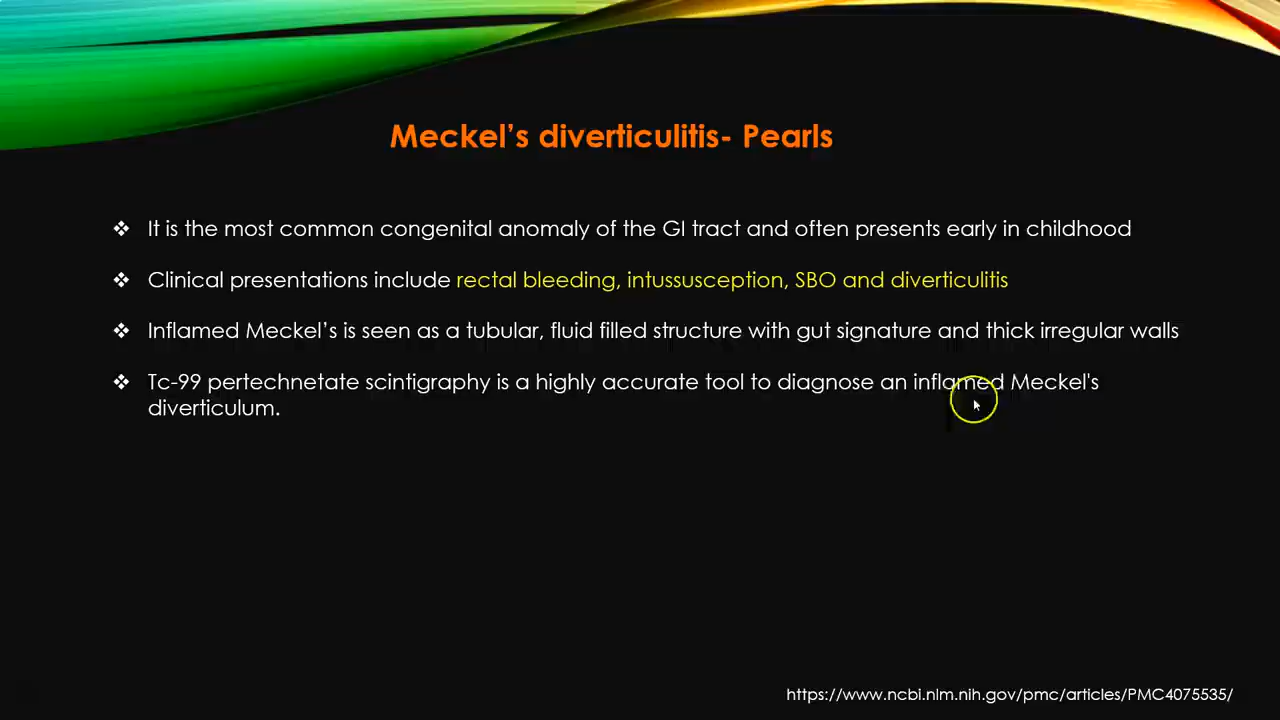 Meckel’s diverticulitis- Pearls
❖ It is the most common congenital anomaly of the GI tract and often presents early in childhood
❖ Clinical presentations include rectal bleeding, intussusception, SBO and diverticulitis
❖ Inflamed Meckel’s is seen as a tubular, fluid filled structure with gut signature and thick irregular walls
❖ Tc-99 pertechnetate scintigraphy is a highly accurate tool to diagnose an inflamed Meckel's
diverticulum.
https://www.ncbi.nlm.nih.gov/pmc/articles/PMC4075535/